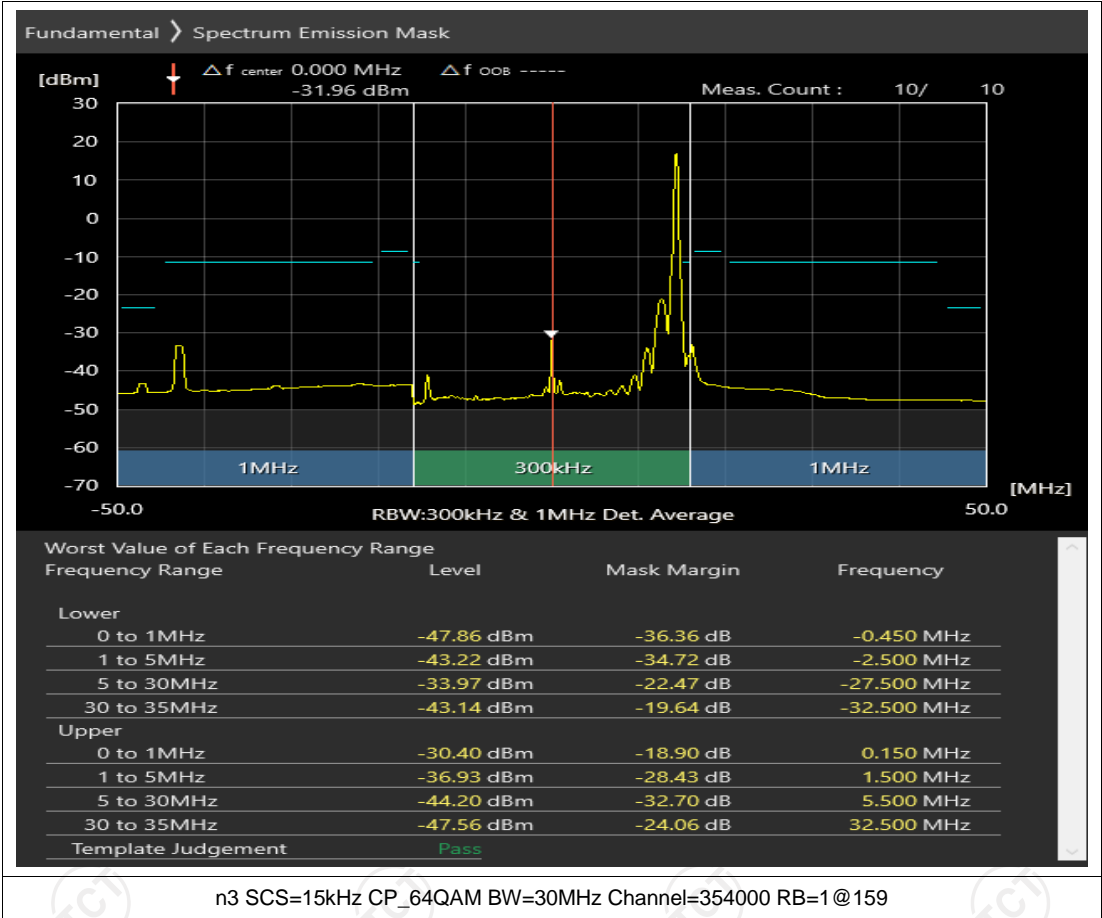 Fundamental ❯ Spectrum Emission Mask
[dBm] △f center 0.000 MHz △f OOB -----
-31.96 dBm Meas. Count : 10/ 10
30
20
10
0
-10
-20
-30
-40
-50
-60
1MHz 300kHz 1MHz
-70 [MHz]
-50.0 RBW:300kHz & 1MHz Det. Average 50.0
Worst Value of Each Frequency Range
Frequency Range Level Mask Margin Frequency
Lower
0 to 1MHz -47.86 dBm -36.36 dB -0.450 MHz
1 to 5MHz -43.22 dBm -34.72 dB -2.500 MHz
5 to 30MHz -33.97 dBm -22.47 dB -27.500 MHz
30 to 35MHz -43.14 dBm -19.64 dB -32.500 MHz
Upper
0 to 1MHz -30.40 dBm -18.90 dB 0.150 MHz
1 to 5MHz -36.93 dBm -28.43 dB 1.500 MHz
5 to 30MHz -44.20 dBm -32.70 dB 5.500 MHz
30 to 35MHz -47.56 dBm -24.06 dB 32.500 MHz
Template Judgement Pass
n3 SCS=15kHz CP_64QAM BW=30MHz Channel=354000 RB=1@159